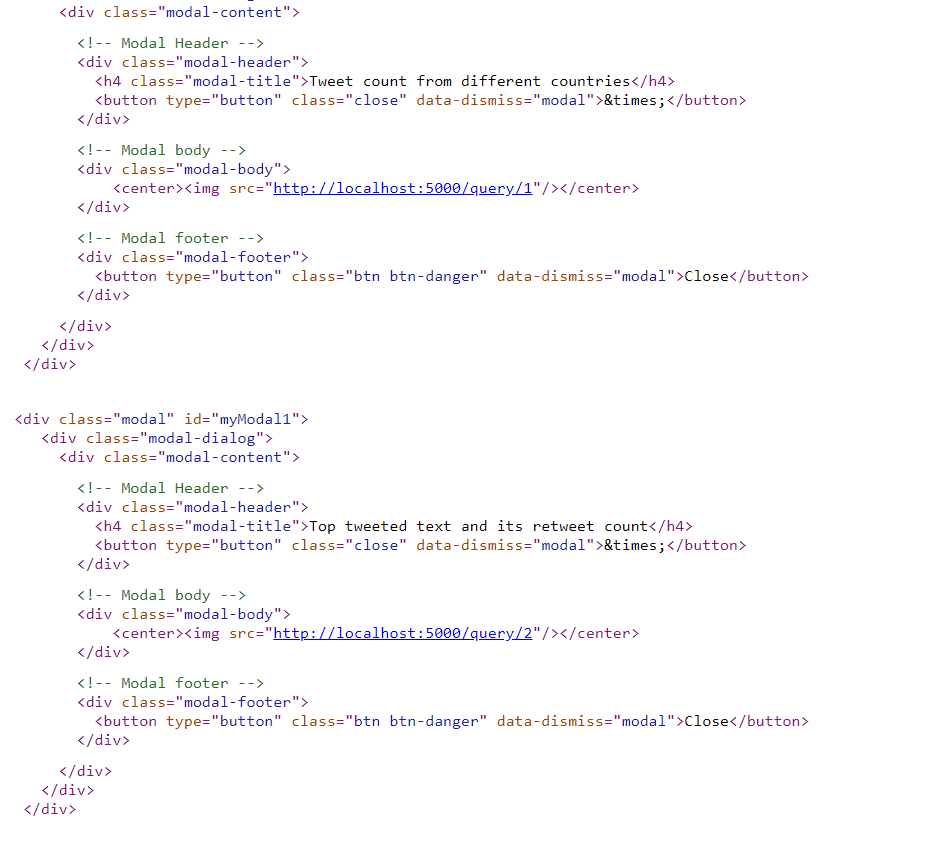 <div class="modal-content">
<!-- Modal Header -->
<div class="modal-header">
<h4 class="modal-title">Tweet count from different countries</h4>
<button type="button" class="close" data-dismiss="modal">&times;</button>
</div>
<!-- Modal body -->
<div class="modal-body">
<center><img src="http://localhost:5000/query/1"/></center>
</div>
<!-- Modal footer -->
<div class="modal-footer">
<button type="button" class="btn btn-danger" data-dismiss="modal">Close</button>
</div>
</div>
</div>
</div>
<div class="modal" id="myModal1">
<div class="modal-dialog">
<div class="modal-content">
<!-- Modal Header -->
<div class="modal-header">
<h4 class="modal-title">Top tweeted text and its retweet count</h4>
<button type="button" class="close" data-dismiss="modal">&times;</button>
</div>
<!-- Modal body -->
<div class="modal-body">
<center><img src="http://localhost:5000/query/2"/></center>
</div>
<!-- Modal footer -->
<div class="modal-footer">
<button type="button" class="btn btn-danger" data-dismiss="modal">Close</button>
</div>
</div>
</div>
</div>